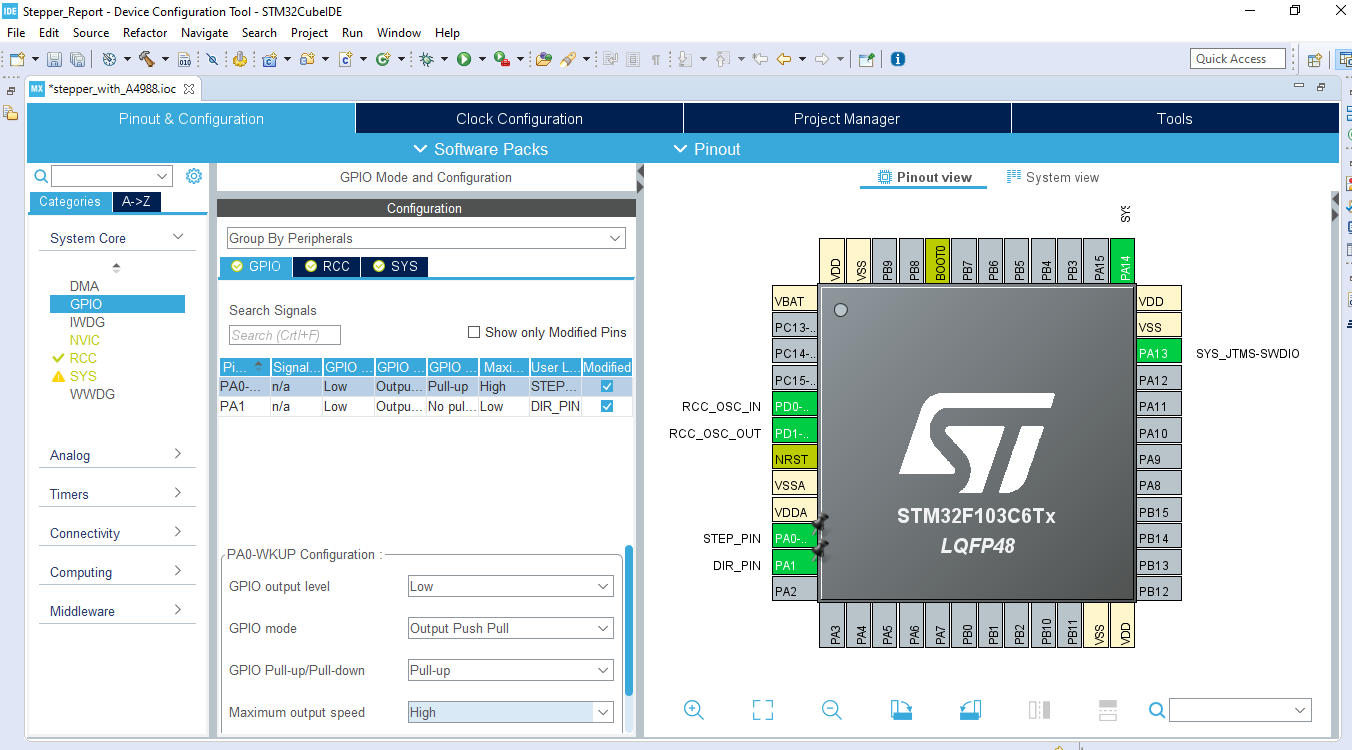 IDE Stepper_Report - Device Configuration Tool - STM32CubeIDE
File Edit Source Refactor Navigate Search Project Run Window Help
Quick Access
MX *stepper_with_A4988.ioc
Pinout & Configuration
Clock Configuration
Project Manager
Tools
Software Packs
Pinout
Categories
A->Z
System Core
DMA
GPIO
IWDG
NVIC
RCC
SYS
WWDG
Analog
Timers
Connectivity
Computing
Middleware
GPIO Mode and Configuration
Configuration
Group By Peripherals
GPIO RCC SYS
Search Signals
Search (Crtl+F)
Show only Modified Pins
Pi... Signal... GPIO ... GPIO ... GPIO ... Maxi... User L... Modified
PA0-... n/a Low Outpu... Pull-up High STEP...
PA1 n/a Low Outpu... No pul... Low DIR_PIN
PA0-WKUP Configuration :
GPIO output level Low
GPIO mode Output Push Pull
GPIO Pull-up/Pull-down Pull-up
Maximum output speed High
Pinout view
System view
SYS
VDD
VSS
PB9
PB8
BOOT0
PB7
PB6
PB5
PB4
PB3
PA15
PA14
VBAT
PC13-..
PC14-..
PC15-..
RCC_OSC_IN PD0-..
RCC_OSC_OUT PD1-..
NRST
VSSA
VDDA
STEP_PIN PA0-..
DIR_PIN PA1
PA2
ST
STM32F103C6Tx
LQFP48
VDD
VSS
PA13 SYS_JTMS-SWDIO
PA12
PA11
PA10
PA9
PA8
PB15
PB14
PB13
PB12
PA3
PA4
PA5
PA6
PA7
PB0
PB1
PB2
PB10
PB11
VSS
VDD